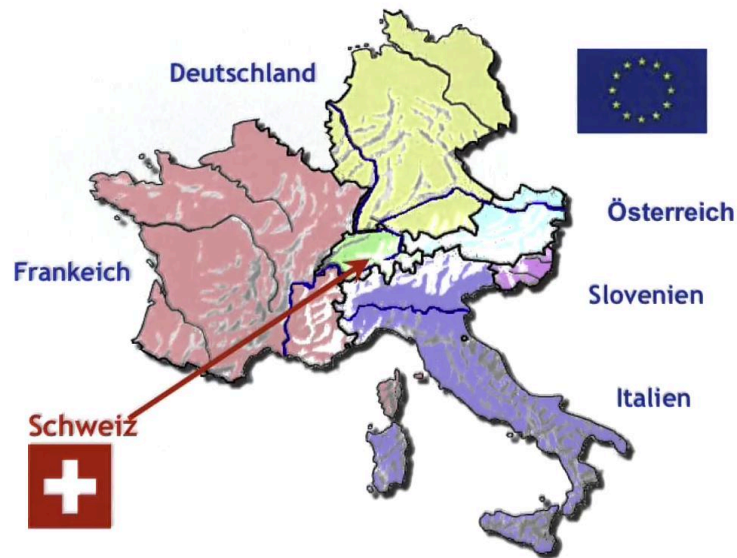 Deutschland
Österreich
Frankeich
Slovenien
Italien
Schweiz